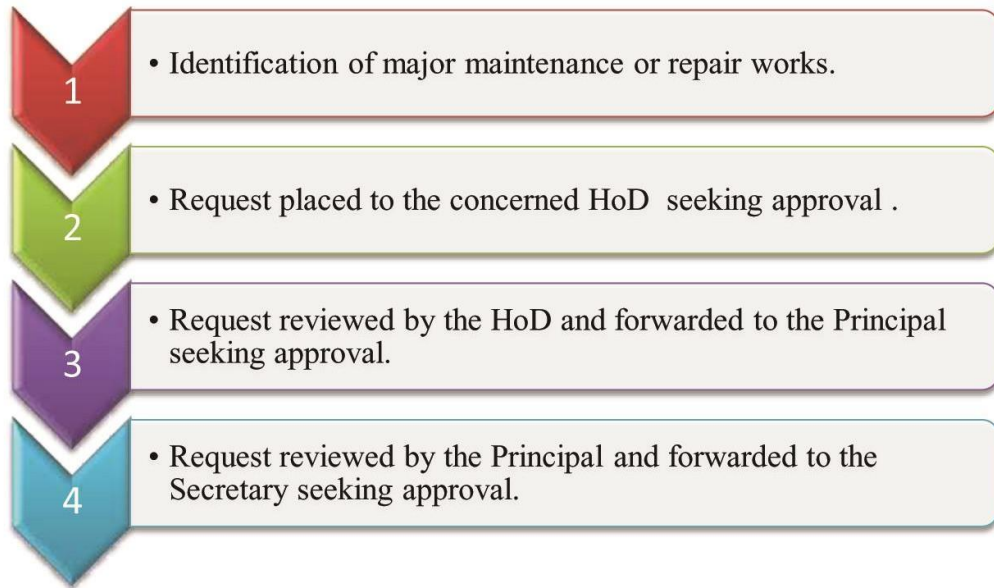 1
• Identification of major maintenance or repair works.
2
• Request placed to the concerned HoD  seeking approval .
3
• Request reviewed by the HoD and forwarded to the Principal
seeking approval.
4
• Request reviewed by the Principal and forwarded to the
Secretary seeking approval.